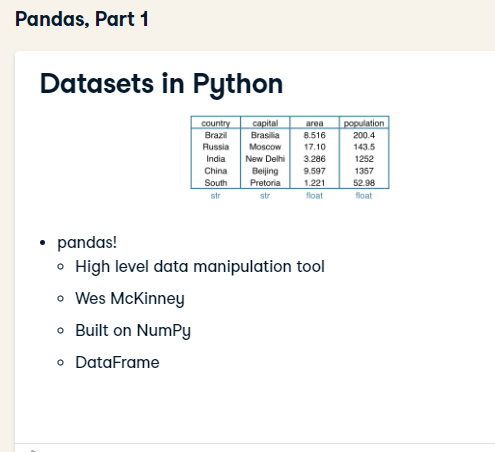 Pandas, Part 1
Datasets in Python
country capital area population
Brazil Brasilia 8.516 200.4
Russia Moscow 17.10 143.5
India New Delhi 3.286 1252
China Beijing 9.597 1357
South Pretoria 1.221 52.98
str str float float
• pandas!
○ High level data manipulation tool
○ Wes McKinney
○ Built on NumPy
○ DataFrame